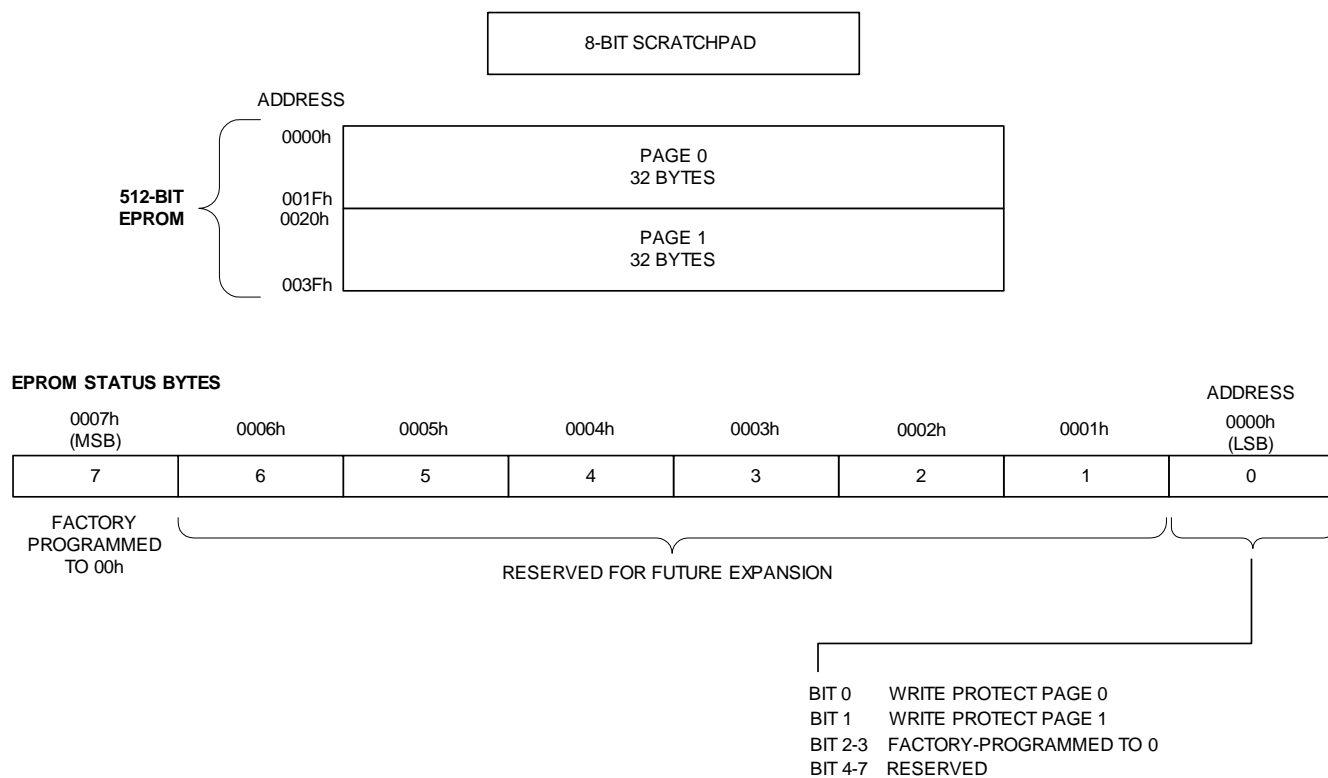 8-BIT SCRATCHPAD
ADDRESS
0000h
PAGE 0
32 BYTES
001Fh
512-BIT
EPROM
0020h
PAGE 1
32 BYTES
003Fh
EPROM STATUS BYTES
ADDRESS
0007h
(MSB)
0006h
0005h
0004h
0003h
0002h
0001h
0000h
(LSB)
7
6
5
4
3
2
1
0
FACTORY
PROGRAMMED
TO 00h
RESERVED FOR FUTURE EXPANSION
BIT 0 WRITE PROTECT PAGE 0
BIT 1 WRITE PROTECT PAGE 1
BIT 2-3 FACTORY-PROGRAMMED TO 0
BIT 4-7 RESERVED